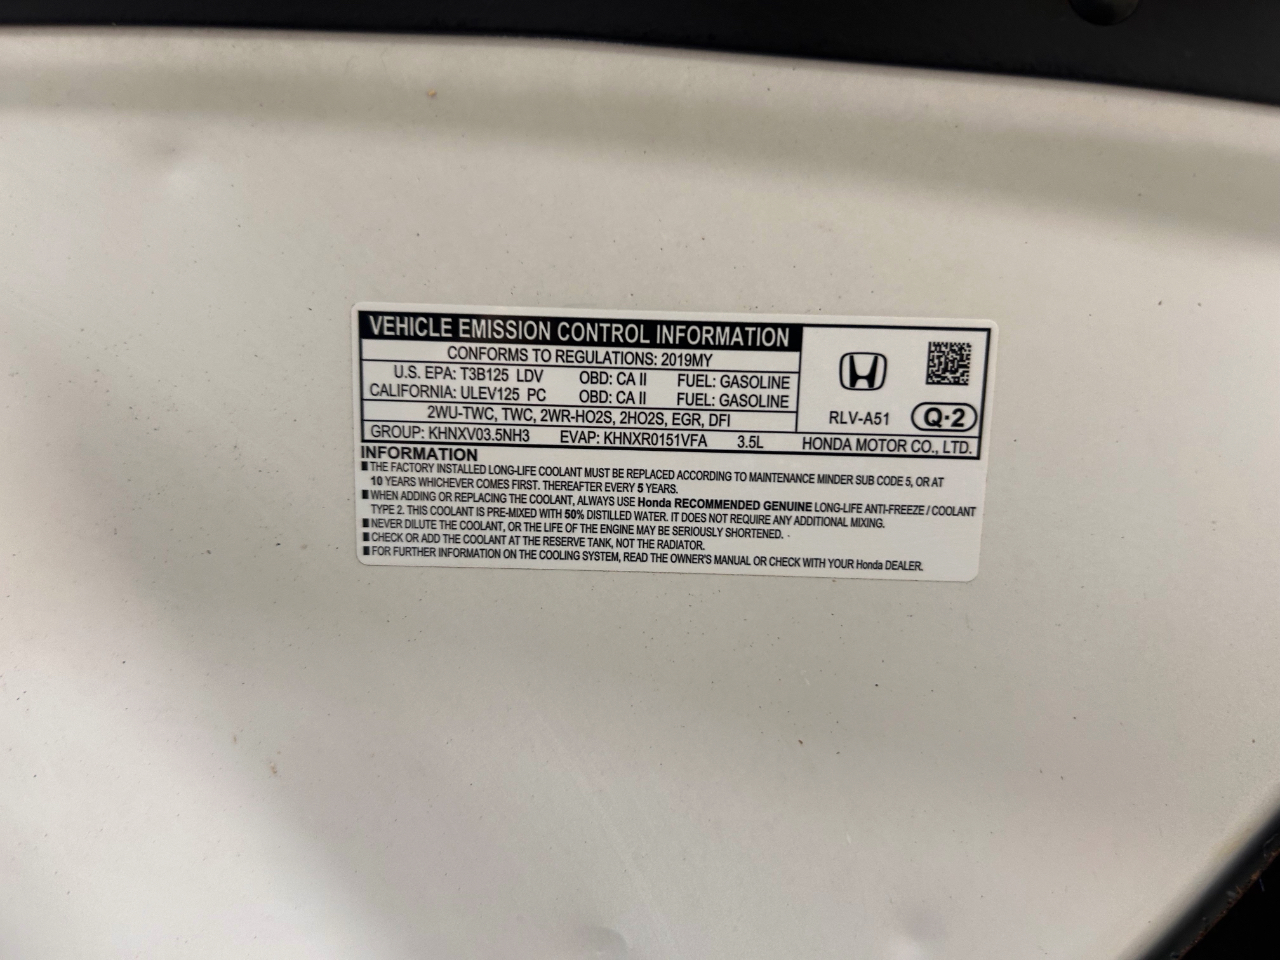 VEHICLE EMISSION CONTROL INFORMATION
CONFORMS TO REGULATIONS: 2019MY
U.S. EPA: T3B125 LDV OBD: CA II FUEL: GASOLINE
CALIFORNIA: ULEV125 PC OBD: CA II FUEL: GASOLINE
2WU-TWC, TWC, 2WR-HO2S, 2HO2S, EGR, DFI
RLV-A51 Q·2
GROUP: KHNXV03.5NH3 EVAP: KHNXR0151VFA 3.5L HONDA MOTOR CO., LTD.
INFORMATION
THE FACTORY INSTALLED LONG-LIFE COOLANT MUST BE REPLACED ACCORDING TO MAINTENANCE MINDER SUB CODE 5, OR AT
10 YEARS WHICHEVER COMES FIRST. THEREAFTER EVERY 5 YEARS.
WHEN ADDING OR REPLACING THE COOLANT, ALWAYS USE Honda RECOMMENDED GENUINE LONG-LIFE ANTI-FREEZE / COOLANT
TYPE 2. THIS COOLANT IS PRE-MIXED WITH 50% DISTILLED WATER. IT DOES NOT REQUIRE ANY ADDITIONAL MIXING.
NEVER DILUTE THE COOLANT, OR THE LIFE OF THE ENGINE MAY BE SERIOUSLY SHORTENED.
CHECK OR ADD THE COOLANT AT THE RESERVE TANK, NOT THE RADIATOR.
FOR FURTHER INFORMATION ON THE COOLING SYSTEM, READ THE OWNER'S MANUAL OR CHECK WITH YOUR Honda DEALER.